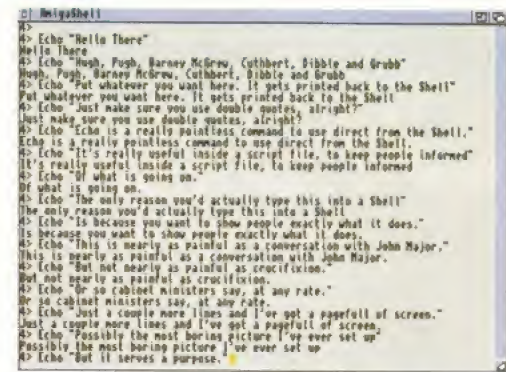 AmigaShell
4>
4> Echo "Hello There"
Hello There
4> Echo "Hugh, Pugh, Barney McGrew, Cuthbert, Dibble and Grubb"
Hugh, Pugh, Barney McGrew, Cuthbert, Dibble and Grubb
4> Echo "Put whatever you want here. It gets printed back to the Shell"
Put whatever you want here. It gets printed back to the Shell
4> Echo "Just make sure you use double quotes, alright?"
Just make sure you use double quotes, alright?
4> Echo "Echo is a really pointless command to use direct from the Shell."
Echo is a really pointless command to use direct from the Shell.
4> Echo "It's really useful inside a script file, to keep people informed"
It's really useful inside a script file, to keep people informed
4> Echo "Of what is going on."
Of what is going on.
4> Echo "The only reason you'd actually type this into a Shell"
The only reason you'd actually type this into a Shell
4> Echo "Is because you want to show people exactly what it does."
Is because you want to show people exactly what it does.
4> Echo "This is nearly as painful as a conversation with John Major."
This is nearly as painful as a conversation with John Major.
4> Echo "But not nearly as painful as crucifixion."
But not nearly as painful as crucifixion.
4> Echo "Or so cabinet ministers say, at any rate."
Or so cabinet ministers say, at any rate.
4> Echo "Just a couple more lines and I've got a pagefull of screen."
Just a couple more lines and I've got a pagefull of screen.
4> Echo "Possibly the most boring picture I've ever set up"
Possibly the most boring picture I've ever set up
4> Echo "But it serves a purpose."